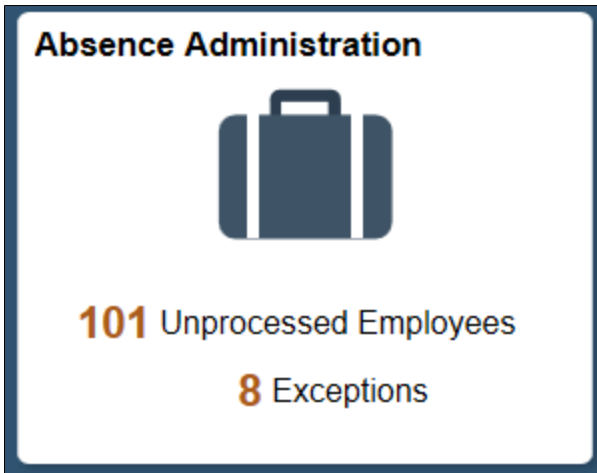 Absence Administration
101 Unprocessed Employees
8 Exceptions